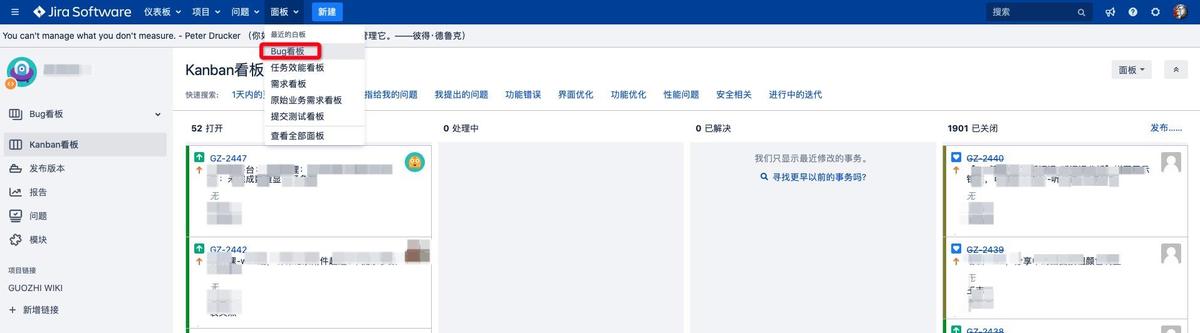 Jira Software 仪表板 项目 问题 面板 新建 搜索
You can't manage what you don't measure. - Peter Drucker （你
管理它。——彼得·德鲁克）
最近的白板
Bug看板
任务效能看板
需求看板
原始业务需求看板
提交测试看板
查看全部面板
Bug看板
Kanban看板
发布版本
报告
问题
模块
项目链接
GUOZHI WIKI
新增链接
Kanban看板
面板
快速搜索: 1天内的 指给我的问题 我提出的问题 功能错误 界面优化 功能优化 性能问题 安全相关 进行中的迭代
52 打开
0 处理中
0 已解决
1901 已关闭
发布......
GZ-2447
无
GZ-2442
无
我们只显示最近修改的事务。
寻找更早以前的事务吗?
GZ-2440
无
GZ-2439
无
GZ-2438